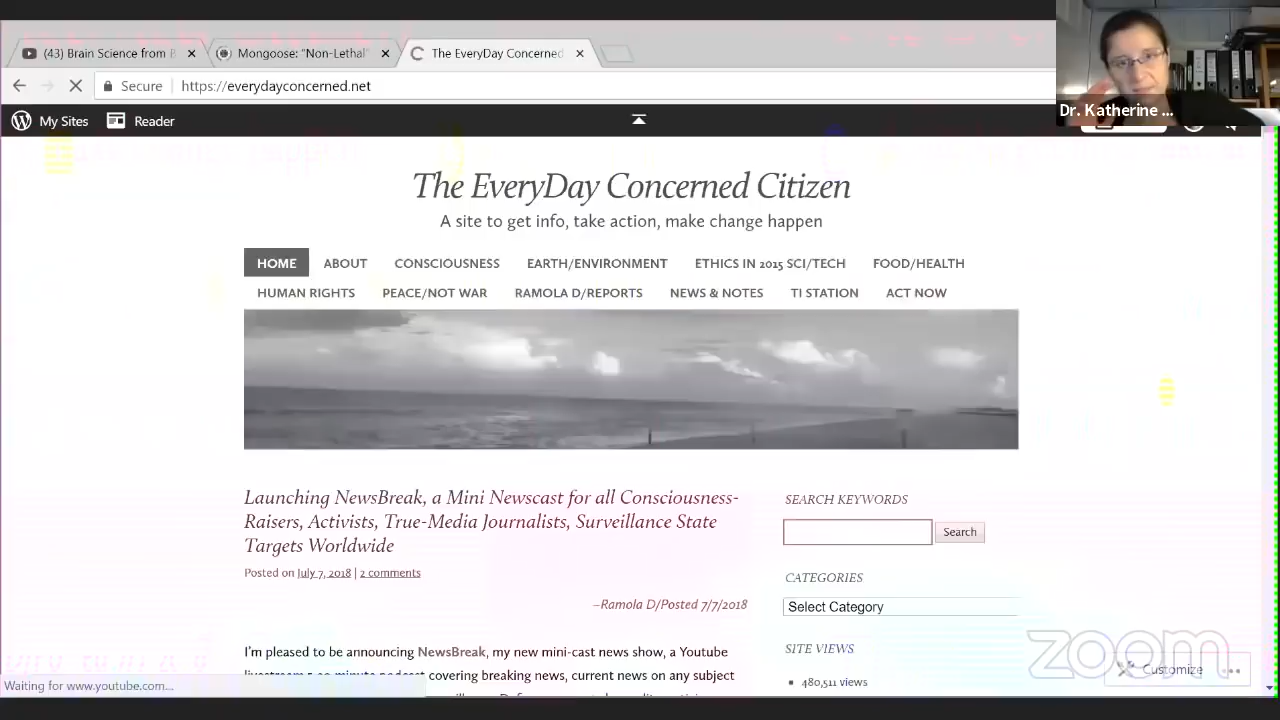 (43) Brain Science from B
Mongoose: “Non-Lethal”
The EveryDay Concerned
Dr. Katherine ...
Secure
https://everydayconcerned.net
My Sites
Reader
The EveryDay Concerned Citizen
A site to get info, take action, make change happen
HOME ABOUT CONSCIOUSNESS EARTH/ENVIRONMENT ETHICS IN 2015 SCI/TECH FOOD/HEALTH
HUMAN RIGHTS PEACE/NOT WAR RAMOLA D/REPORTS NEWS & NOTES TI STATION ACT NOW
Launching NewsBreak, a Mini Newscast for all Consciousness-
Raisers, Activists, True-Media Journalists, Surveillance State
Targets Worldwide
Posted on July 7, 2018 | 2 comments
~Ramola D/Posted 7/7/2018
I’m pleased to be announcing NewsBreak, my new mini-cast news show, a Youtube
covering breaking news, current news on any subject
SEARCH KEYWORDS
Search
CATEGORIES
Select Category
SITE VIEWS
480,511 views
zoom
Customize
Waiting for www.youtube.com...